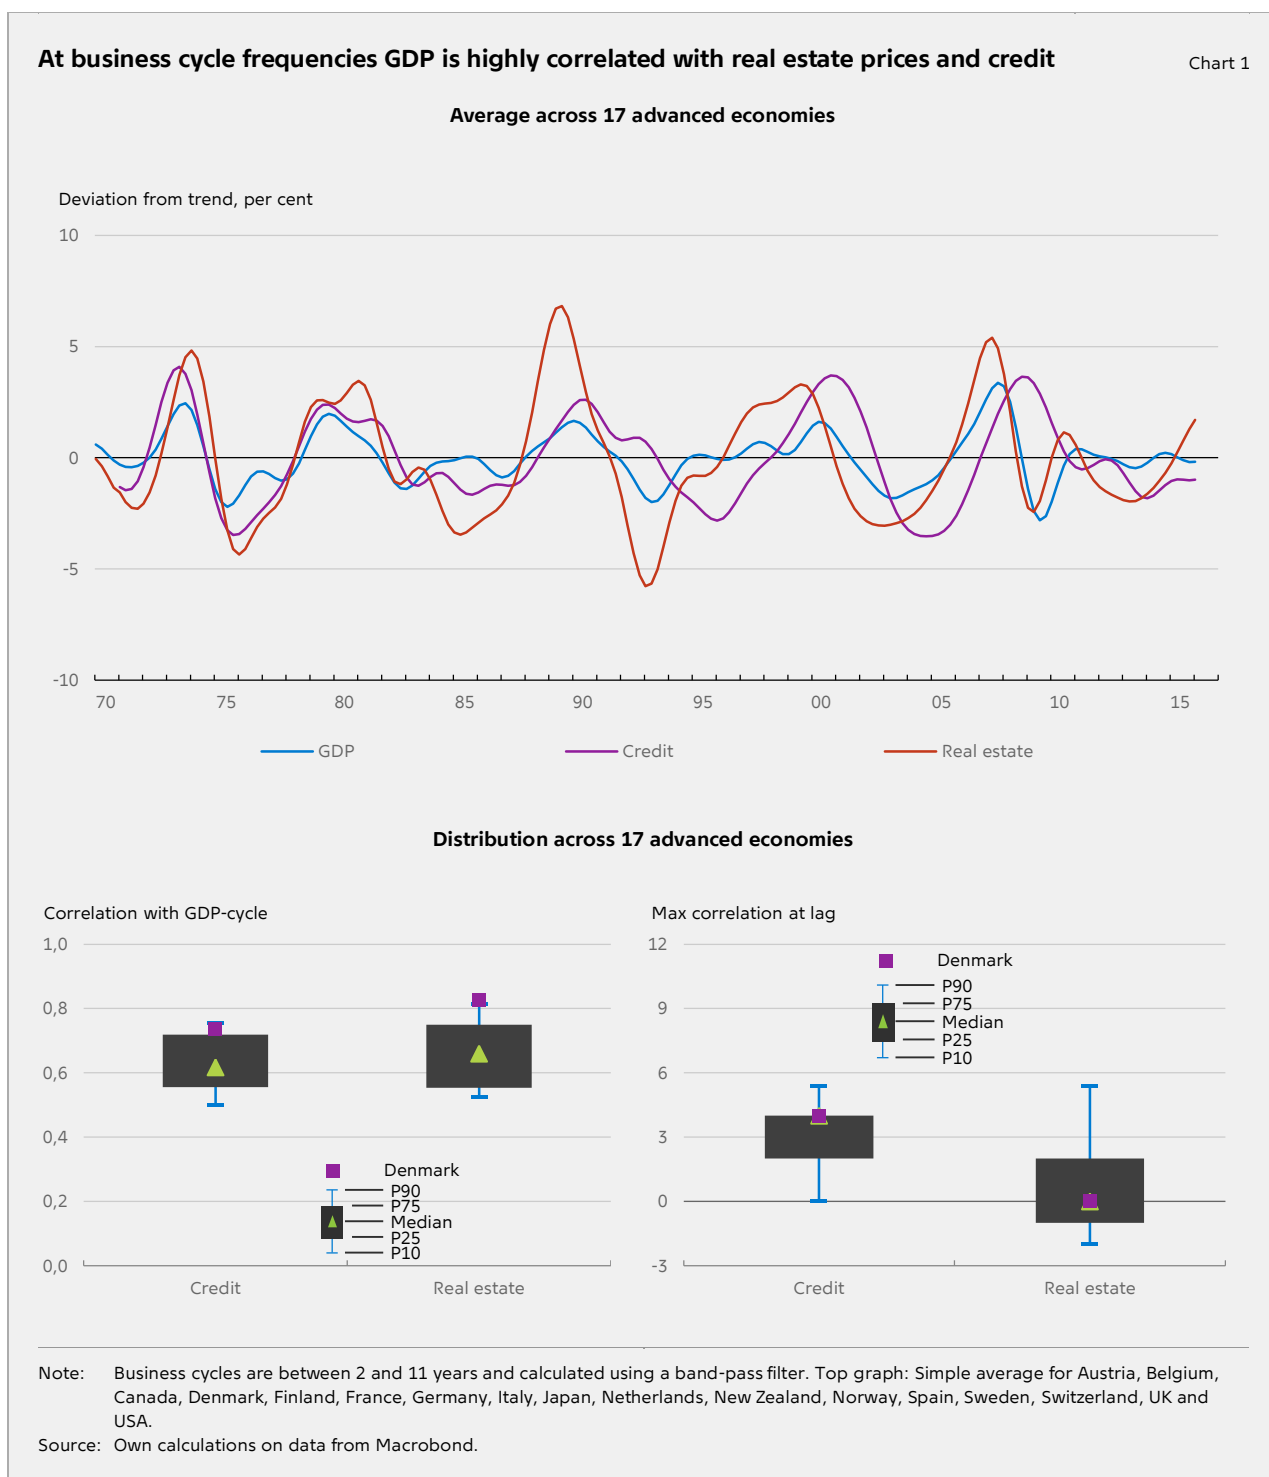 At business cycle frequencies GDP is highly correlated with real estate prices and credit
Chart 1
Average across 17 advanced economies
Deviation from trend, per cent
10
5
0
-5
-10
70 75 80 85 90 95 00 05 10 15
GDP Credit Real estate
Distribution across 17 advanced economies
Correlation with GDP-cycle
1,0
0,8
0,6
0,4
0,2
0,0
Denmark
P90
P75
Median
P25
P10
Credit Real estate
Max correlation at lag
12
9
6
3
0
-3
Denmark
P90
P75
Median
P25
P10
Credit Real estate
Note: Business cycles are between 2 and 11 years and calculated using a band-pass filter. Top graph: Simple average for Austria, Belgium,
Canada, Denmark, Finland, France, Germany, Italy, Japan, Netherlands, New Zealand, Norway, Spain, Sweden, Switzerland, UK and
USA.
Source: Own calculations on data from Macrobond.